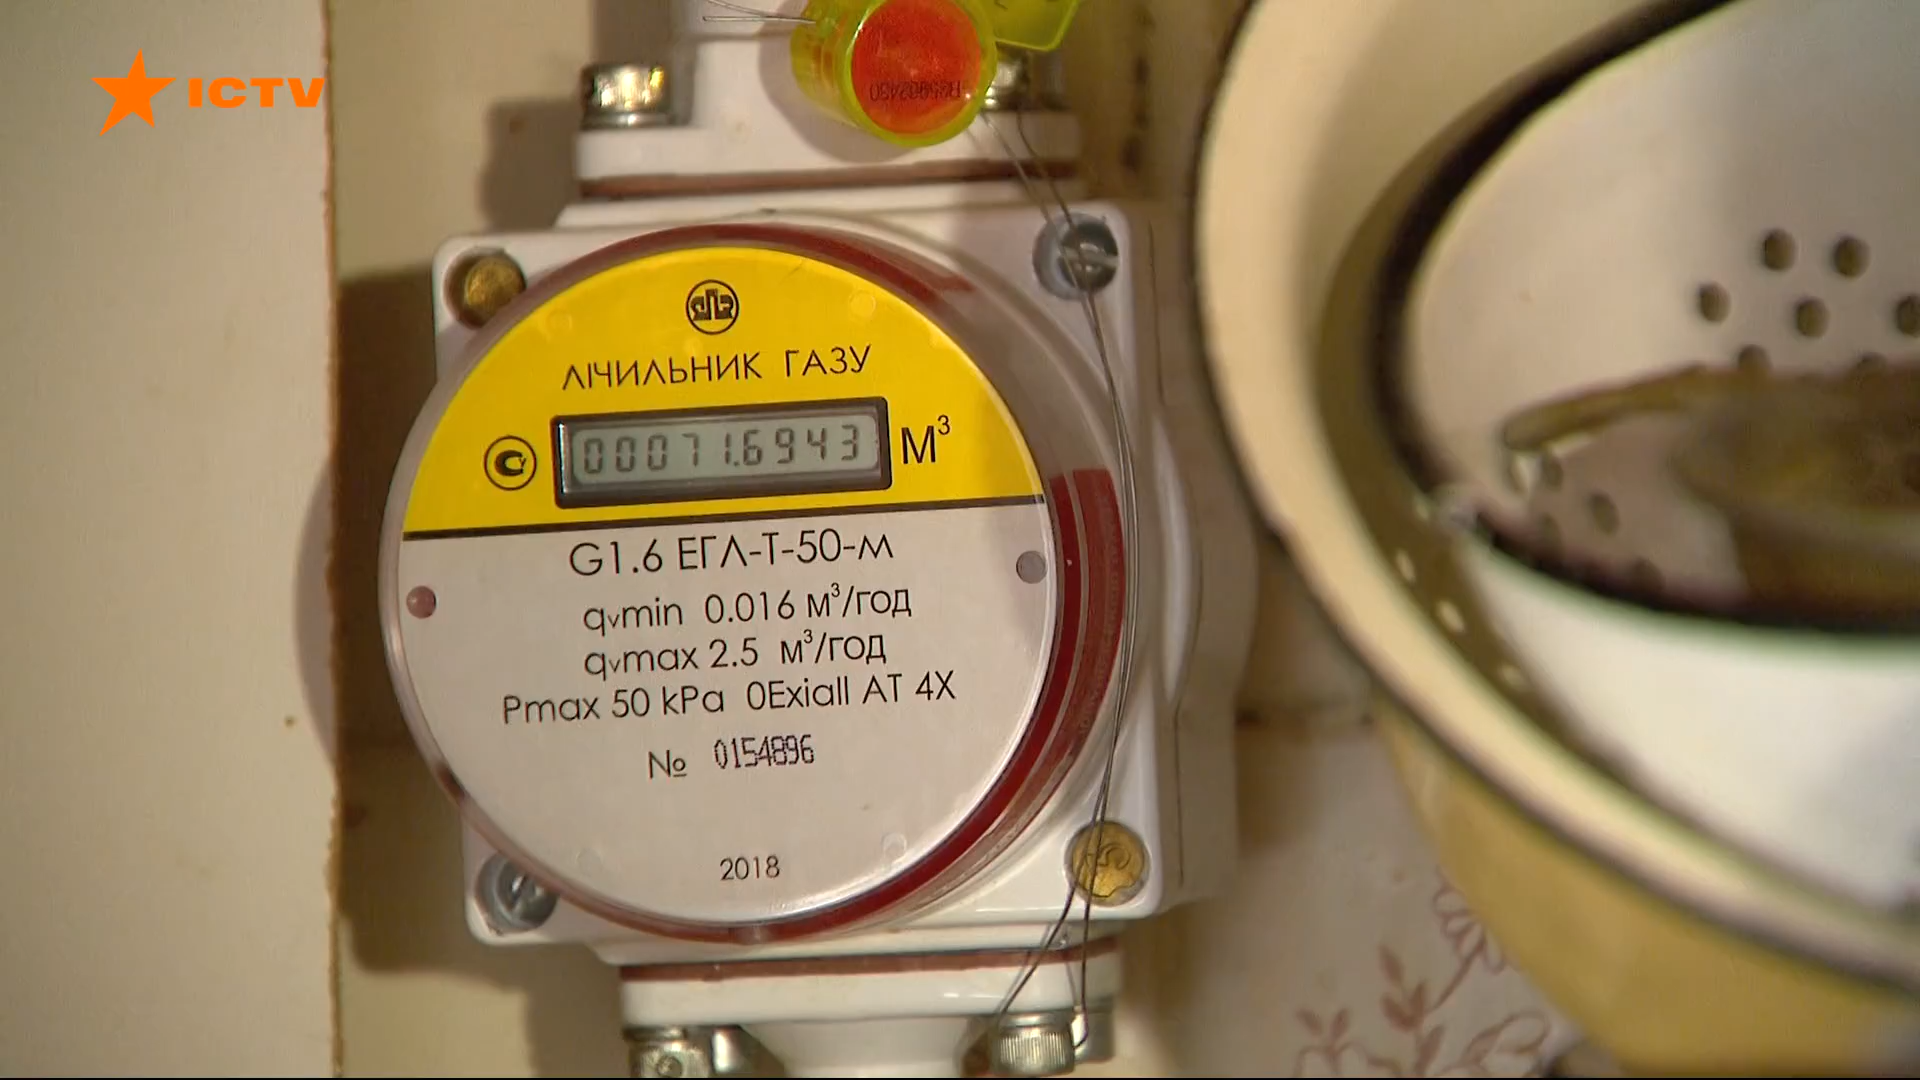 ICTV
ЛІЧИЛЬНИК ГАЗУ
00071.6943 М³
G1.6 ЕГЛ-Т-50-м
qvmin 0.016 м³/год
qvmax 2.5 м³/год
Pmax 50 kPa 0ExiaII AT 4X
№ 0154896
2018